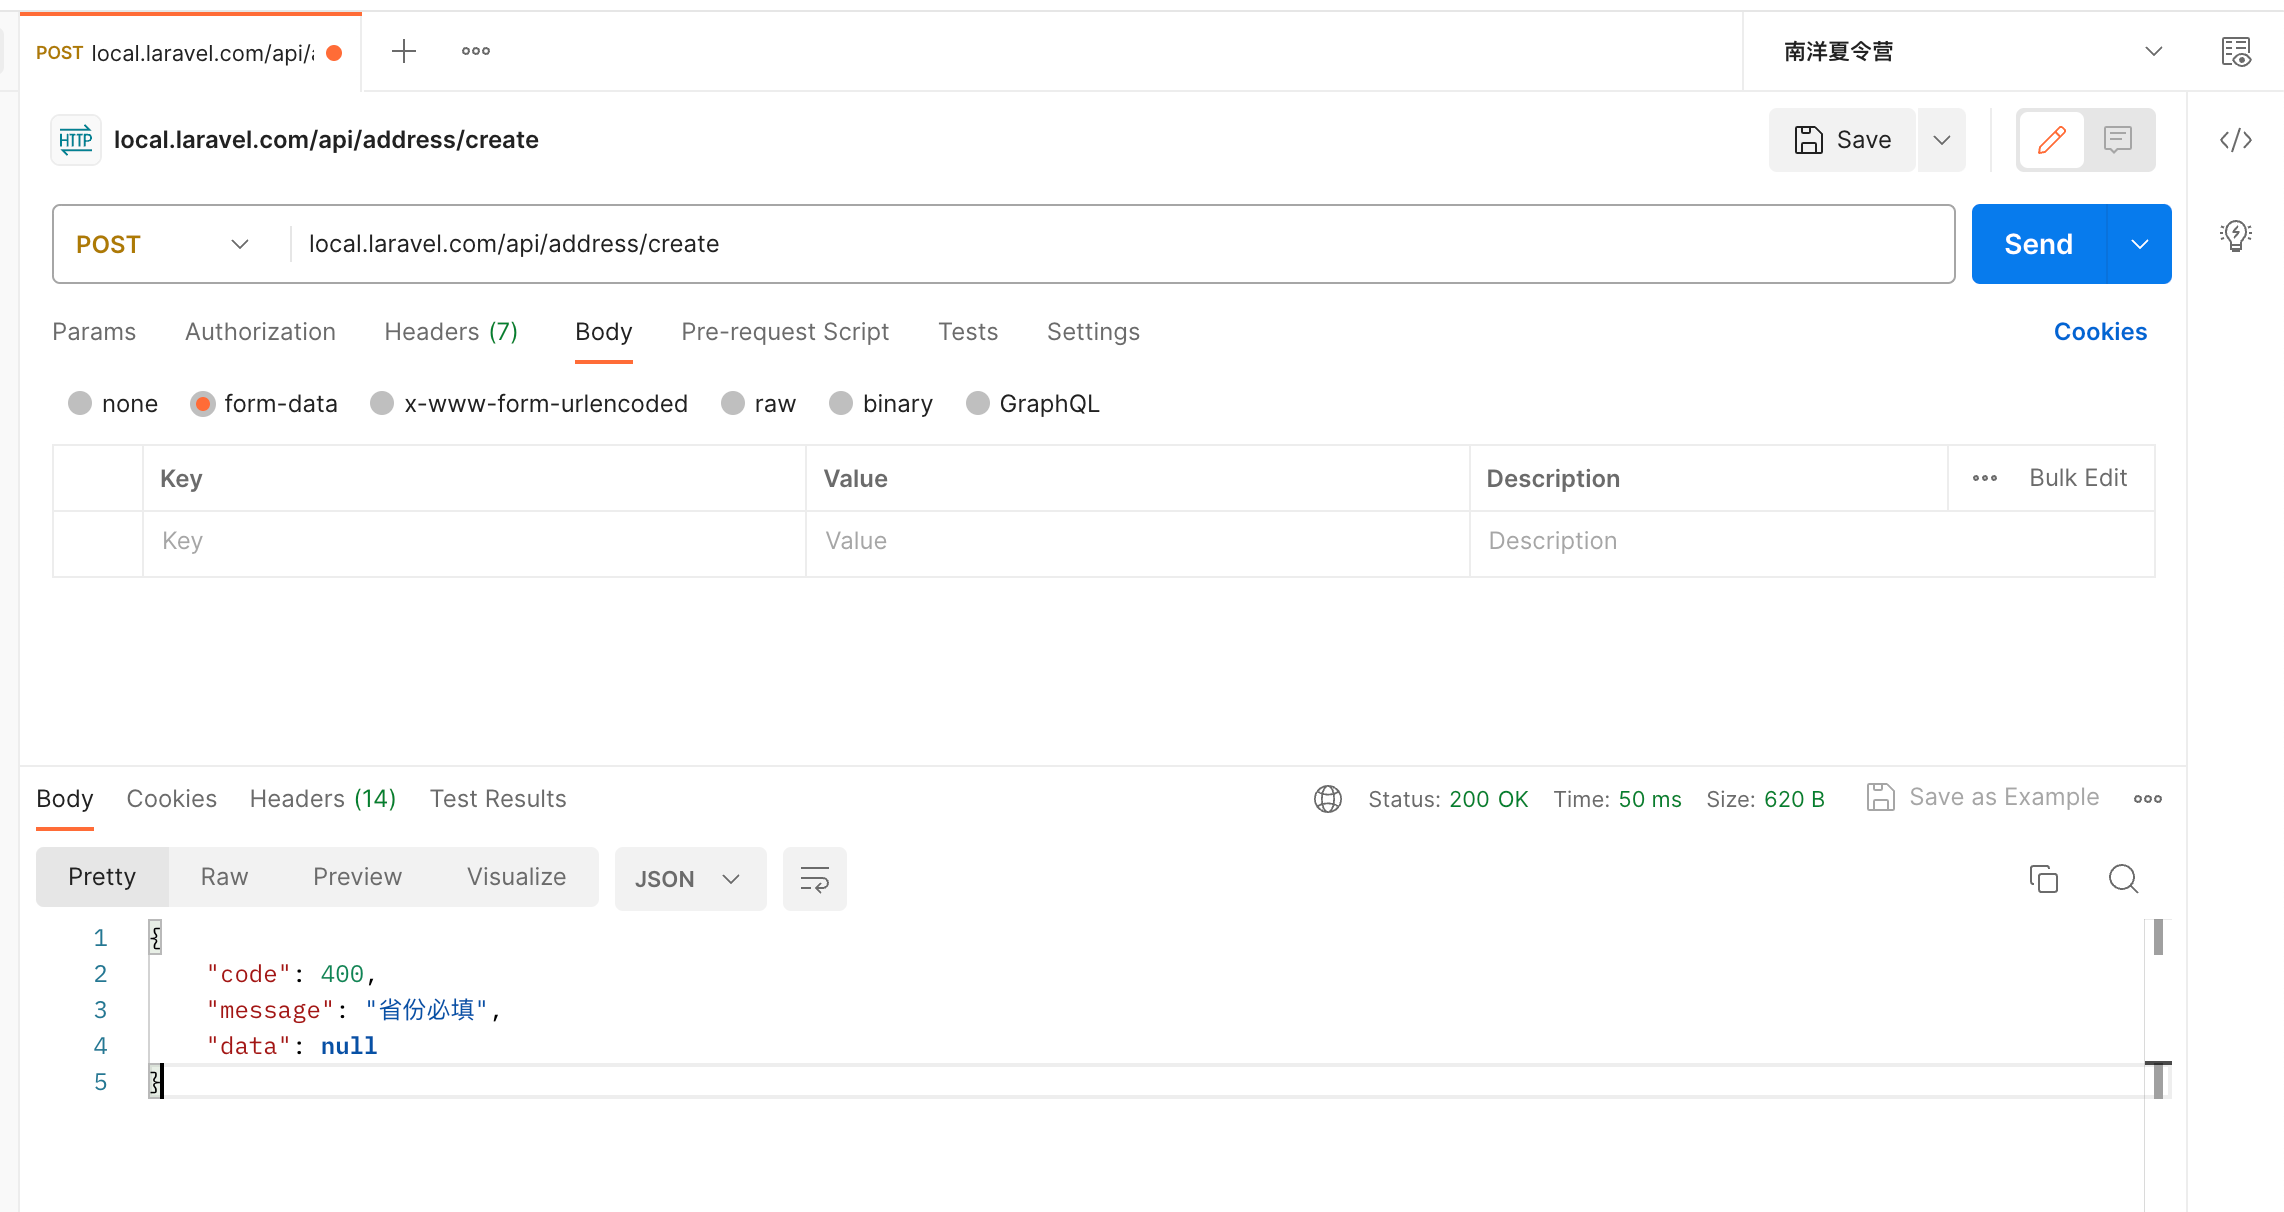 POST local.laravel.com/api/
南洋夏令营
HTTP local.laravel.com/api/address/create
Save
POST local.laravel.com/api/address/create
Send
Params Authorization Headers (7) Body Pre-request Script Tests Settings Cookies
none form-data x-www-form-urlencoded raw binary GraphQL
Key Value Description Bulk Edit
Key Value Description
Body Cookies Headers (14) Test Results Status: 200 OK Time: 50 ms Size: 620 B Save as Example
Pretty Raw Preview Visualize JSON
1 {
2 "code": 400,
3 "message": "省份必填",
4 "data": null
5 }